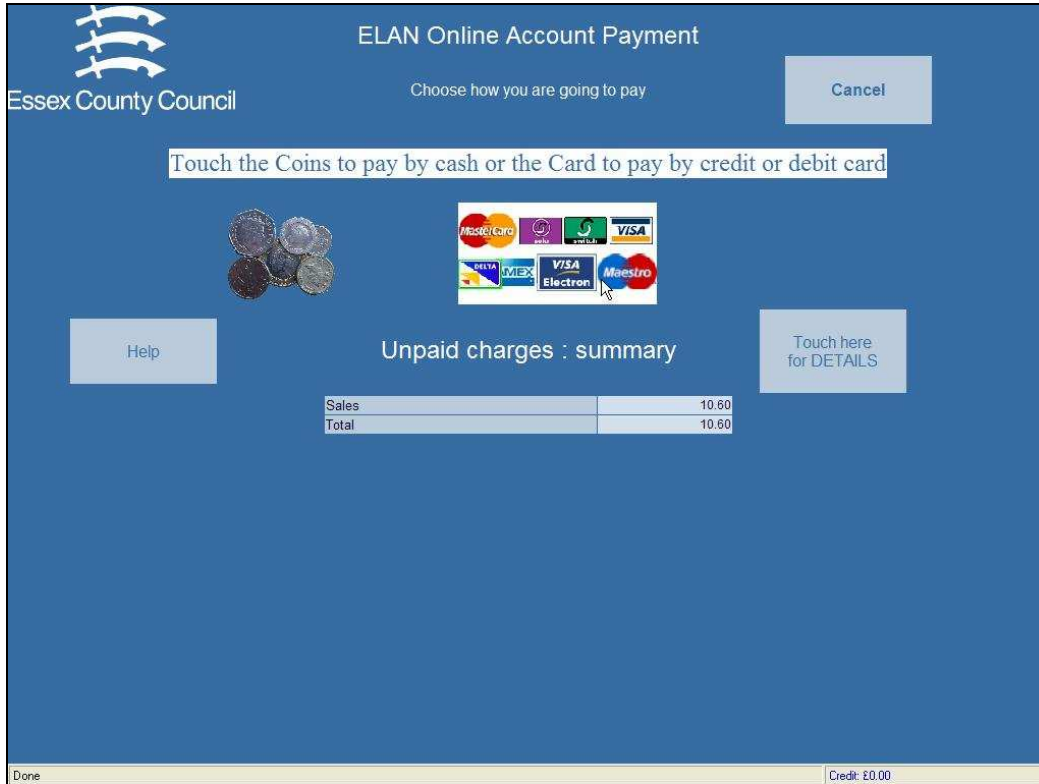 ELAN Online Account Payment
Essex County Council
Choose how you are going to pay
Cancel
Touch the Coins to pay by cash or the Card to pay by credit or debit card
MasterCard
solo
switch
VISA
DELTA
AMEX
VISA
Electron
Maestro
Help
Unpaid charges : summary
Touch here
for DETAILS
Sales 10.60
Total 10.60
Done
Credit: £0.00